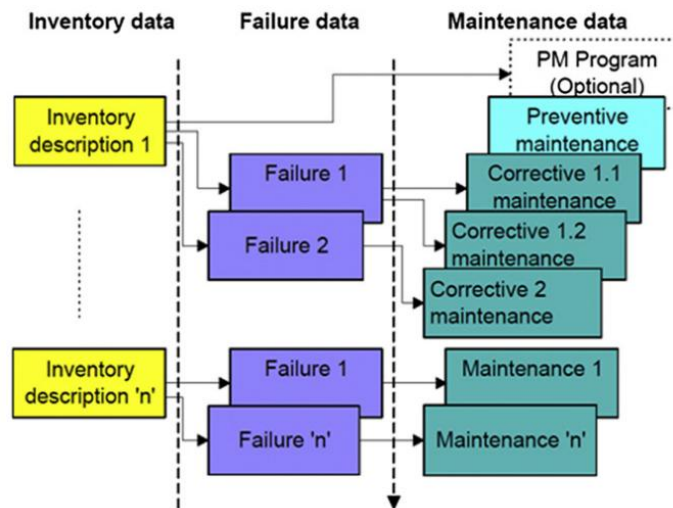 Inventory data
Failure data
Maintenance data
PM Program
(Optional)
Inventory
description 1
Preventive
maintenance
Failure 1
Corrective 1.1
maintenance
Failure 2
Corrective 1.2
maintenance
Corrective 2
maintenance
Inventory
description 'n'
Failure 1
Maintenance 1
Failure 'n'
Maintenance 'n'